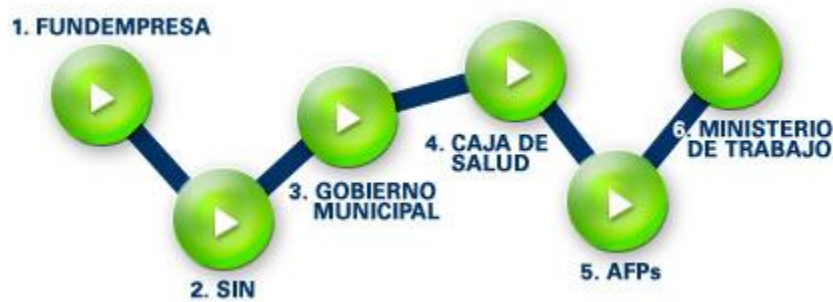 1. FUNDEMPRESA
2. SIN
3. GOBIERNO
MUNICIPAL
4. CAJA DE
SALUD
5. AFPs
6. MINISTERIO
DE TRABAJO